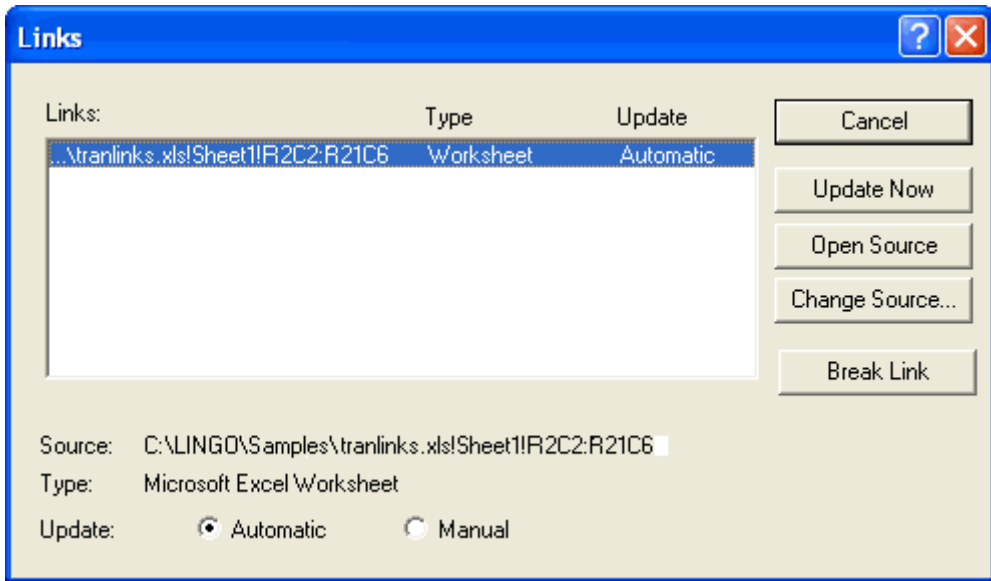 Links
Links: Type Update
...\tranlinks.xls!Sheet1!R2C2:R21C6 Worksheet Automatic
Cancel
Update Now
Open Source
Change Source...
Break Link
Source: C:\LINGO\Samples\tranlinks.xls!Sheet1!R2C2:R21C6
Type: Microsoft Excel Worksheet
Update: Automatic Manual